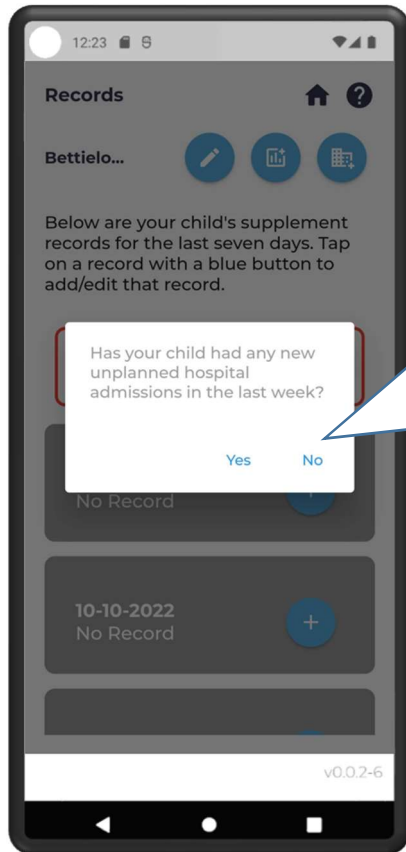 12:23
Records
Bettielo...
Below are your child's supplement
records for the last seven days. Tap
on a record with a blue button to
add/edit that record.
Has your child had any new
unplanned hospital
admissions in the last week?
Yes No
No Record
10-10-2022
No Record
v0.0.2-6